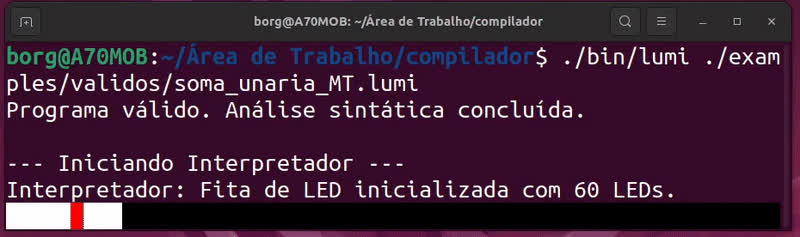 borg@A70MOB: ~/Área de Trabalho/compilador
borg@A70MOB:~/Área de Trabalho/compilador$ ./bin/lumi ./exam
ples/validos/soma_unaria_MT.lumi
Programa válido. Análise sintática concluída.
--- Iniciando Interpretador ---
Interpretador: Fita de LED inicializada com 60 LEDs.